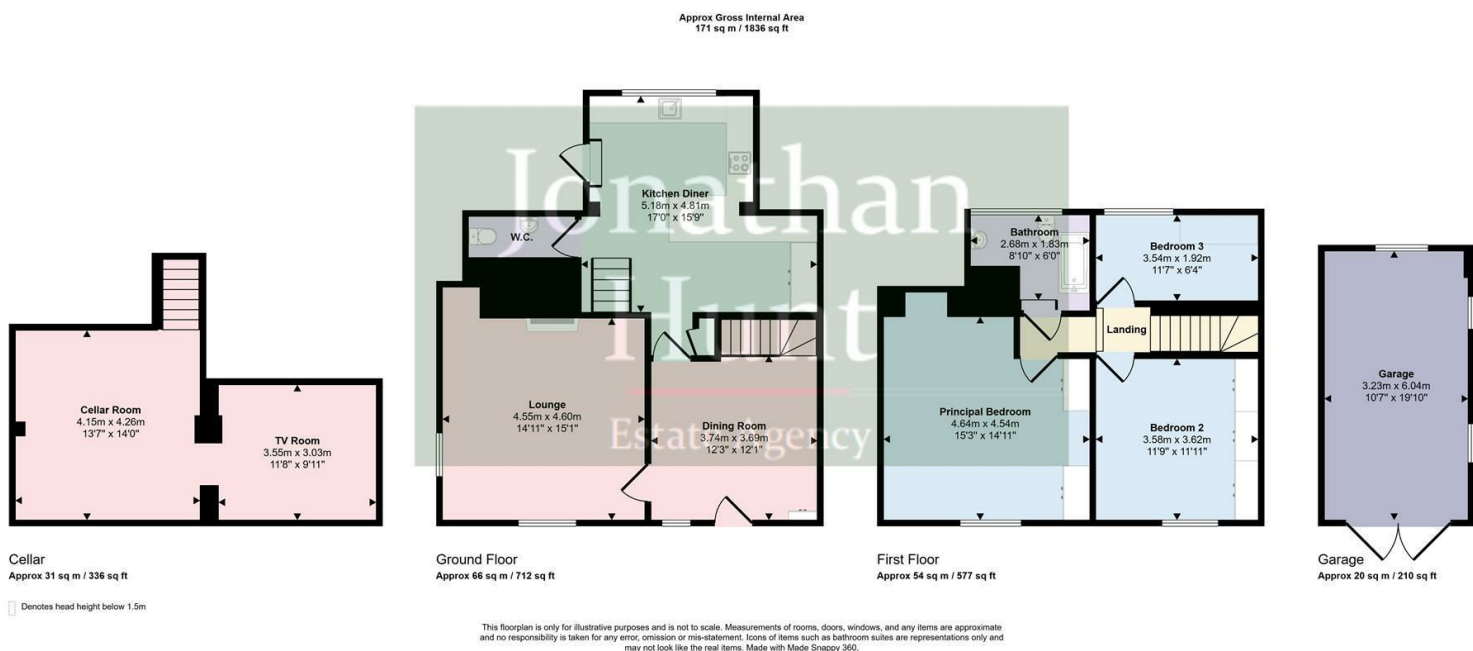 Approx Gross Internal Area
171 sq m / 1836 sq ft
Jonathan
Hunt
Estate Agency
Cellar Room
4.15m x 4.26m
13'7" x 14'0"
TV Room
3.55m x 3.03m
11'8" x 9'11"
Cellar
Approx 31 sq m / 336 sq ft
Denotes head height below 1.5m
Kitchen Diner
5.18m x 4.81m
17'0" x 15'9"
W.C.
Lounge
4.55m x 4.60m
14'11" x 15'1"
Dining Room
3.74m x 3.69m
12'3" x 12'1"
Ground Floor
Approx 66 sq m / 712 sq ft
Bathroom
2.68m x 1.83m
8'10" x 6'0"
Bedroom 3
3.54m x 1.92m
11'7" x 6'4"
Landing
Principal Bedroom
4.64m x 4.54m
15'3" x 14'11"
Bedroom 2
3.58m x 3.62m
11'9" x 11'11"
First Floor
Approx 54 sq m / 577 sq ft
Garage
3.23m x 6.04m
10'7" x 19'10"
Garage
Approx 20 sq m / 210 sq ft
This floorplan is only for illustrative purposes and is not to scale. Measurements of rooms, doors, windows, and any items are approximate
and no responsibility is taken for any error, omission or mis-statement. Icons of items such as bathroom suites are representations only and
may not look like the real items. Made with Made Snappy 360.